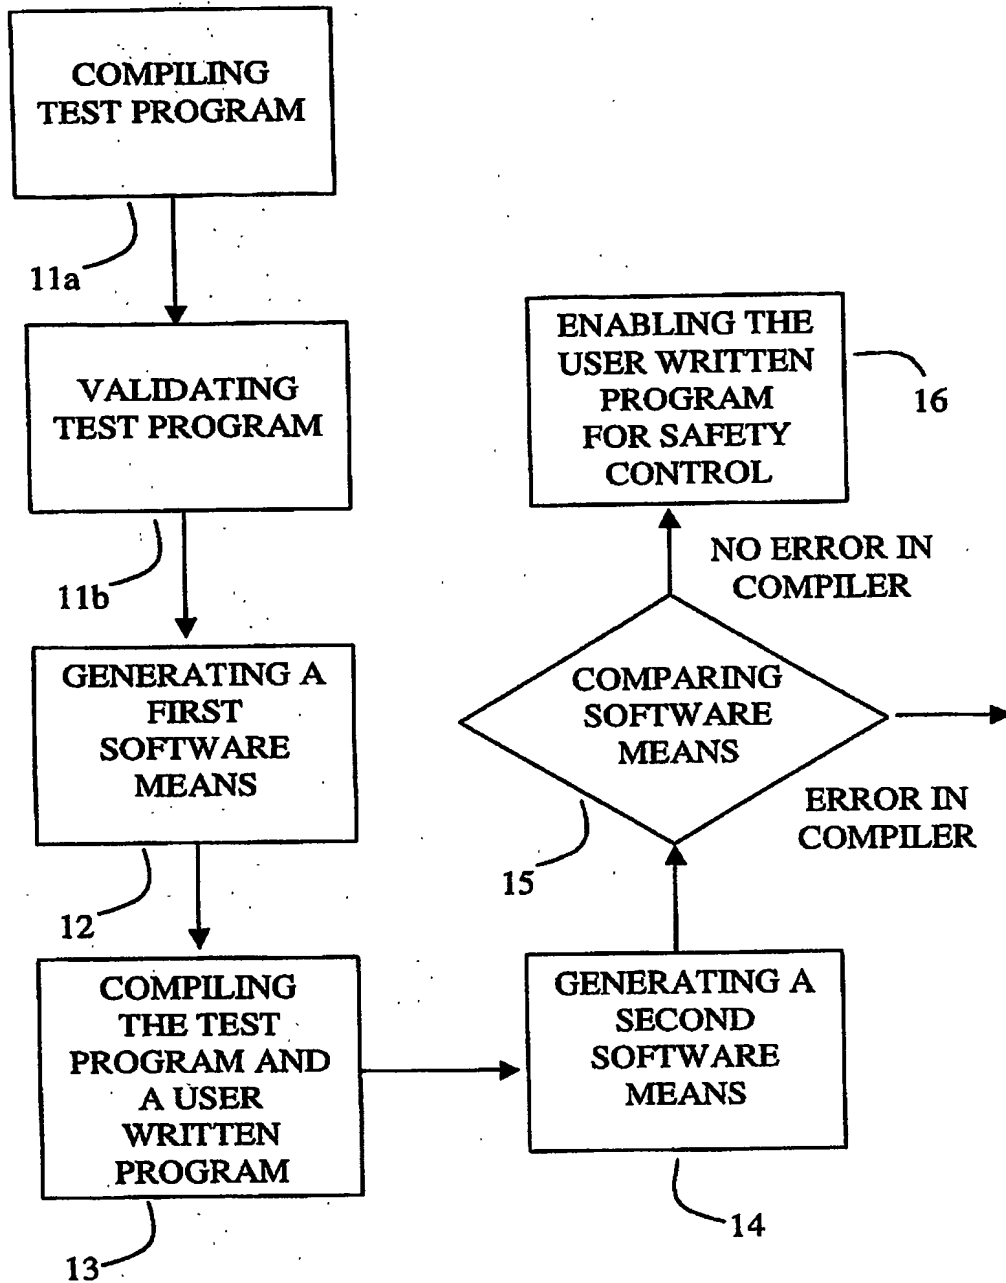 COMPILING
TEST PROGRAM
11a
VALIDATING
TEST PROGRAM
11b
GENERATING A
FIRST
SOFTWARE
MEANS
12
COMPILING
THE TEST
PROGRAM AND
A USER
WRITTEN
PROGRAM
13
GENERATING A
SECOND
SOFTWARE
MEANS
14
COMPARING
SOFTWARE
MEANS
15
ERROR IN
COMPILER
NO ERROR IN
COMPILER
ENABLING THE
USER WRITTEN
PROGRAM
FOR SAFETY
CONTROL
16